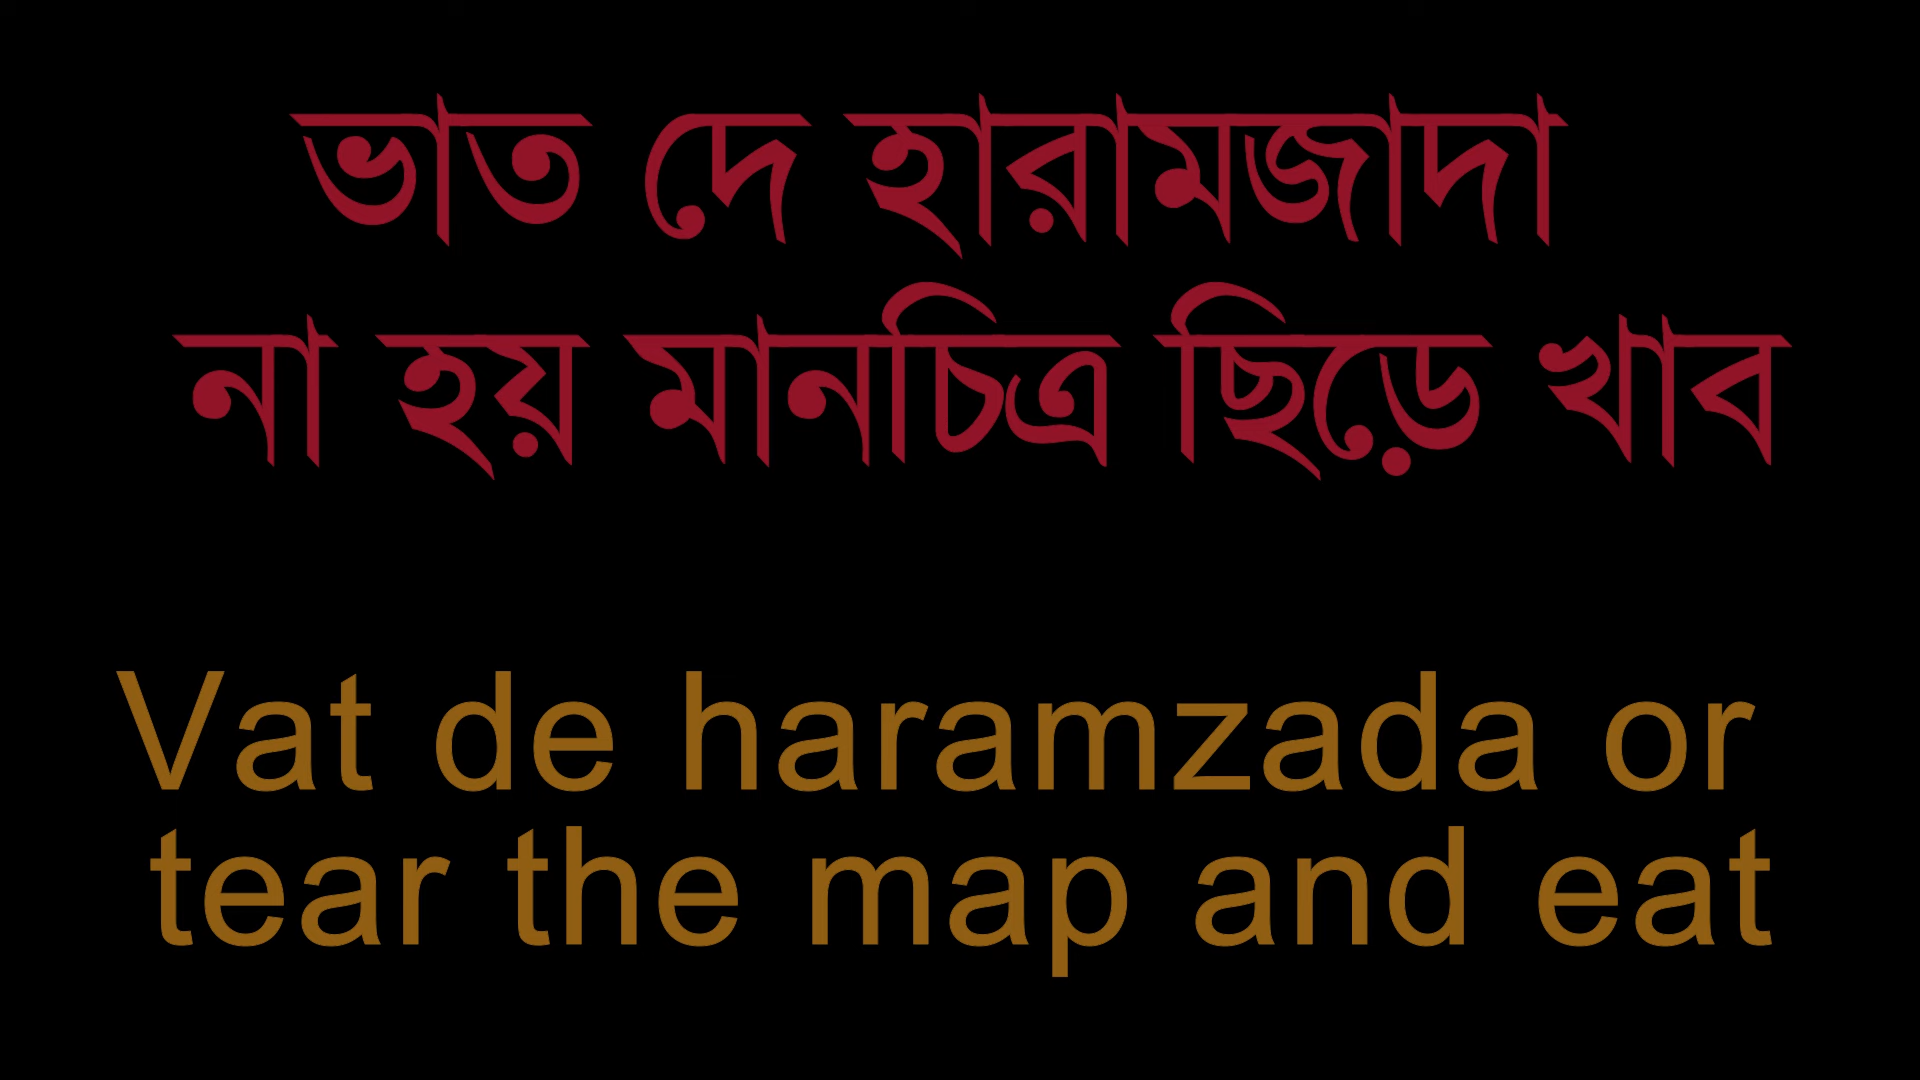 ভাত দে হারামজাদা
না হয় মানচিত্র ছিড়ে খাব
Vat de haramzada or
tear the map and eat